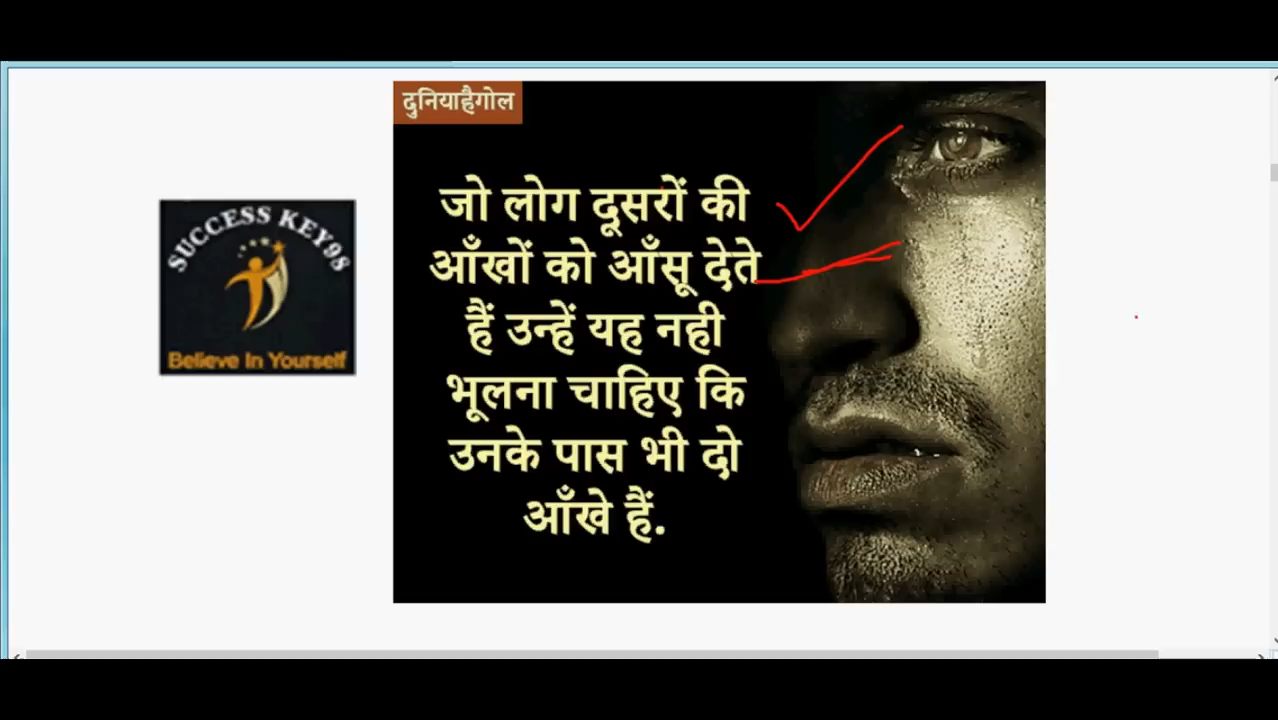 दुनियाहैगोल
SUCCESS KEY98
Believe In Yourself
जो लोग दूसरों की
आँखों को आँसू देते
हैं उन्हें यह नही
भूलना चाहिए कि
उनके पास भी दो
आँखे हैं.